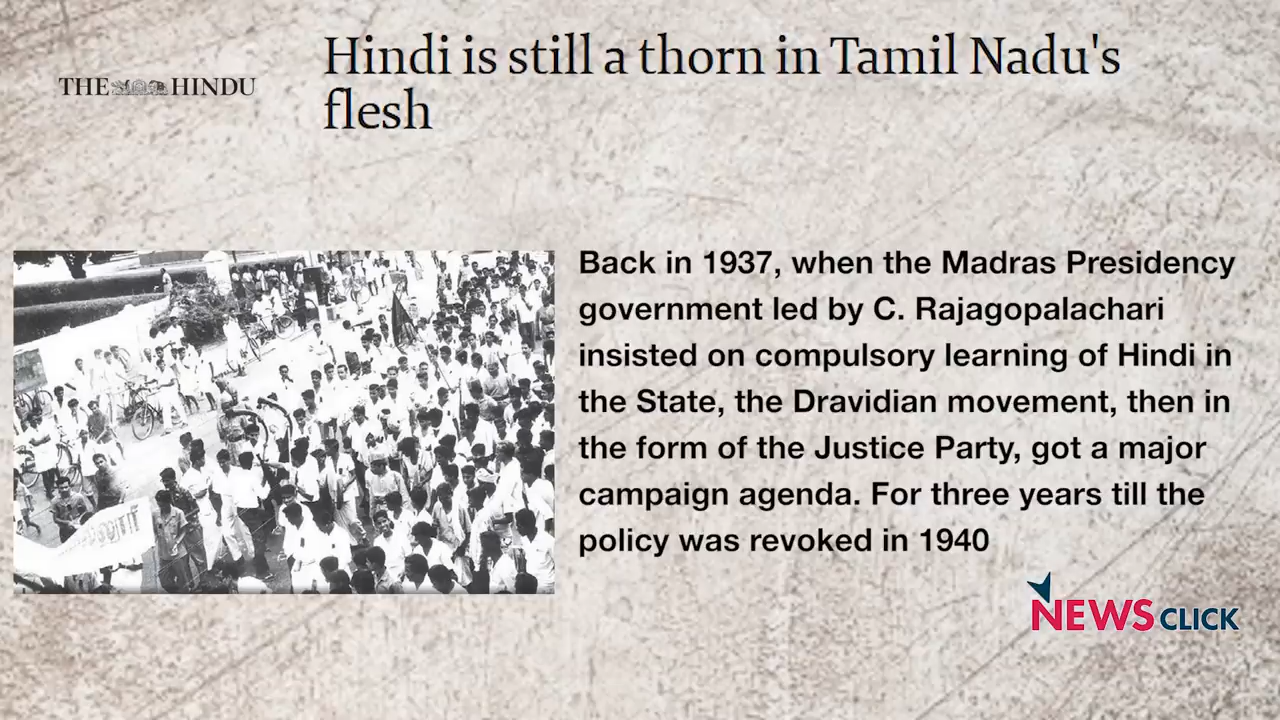 THE HINDU
Hindi is still a thorn in Tamil Nadu's
flesh
Back in 1937, when the Madras Presidency
government led by C. Rajagopalachari
insisted on compulsory learning of Hindi in
the State, the Dravidian movement, then in
the form of the Justice Party, got a major
campaign agenda. For three years till the
policy was revoked in 1940
NEWSCLICK